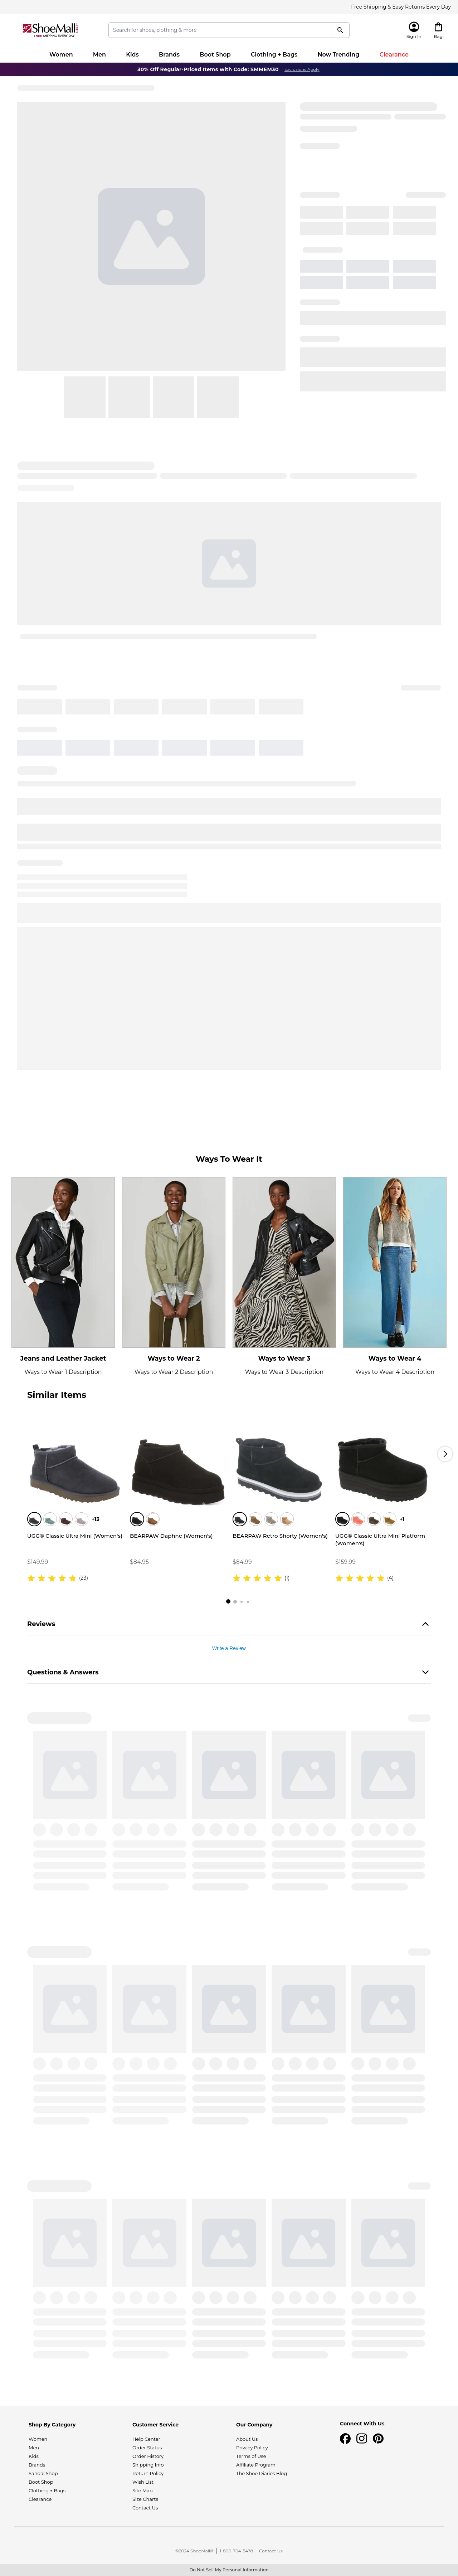 Free Shipping & Easy Returns Every Day
SHOEMALL
FREE SHIPPING EVERY DAY
Search for shoes, clothing & more
Sign In
Bag
Women Men Kids Brands Boot Shop Clothing + Bags Now Trending Clearance
30% Off Regular-Priced Items with Code: SMMEM30 Exclusions Apply
Ways To Wear It
Jeans and Leather Jacket
Ways to Wear 1 Description
Ways to Wear 2
Ways to Wear 2 Description
Ways to Wear 3
Ways to Wear 3 Description
Ways to Wear 4
Ways to Wear 4 Description
Similar Items
+13
UGG® Classic Ultra Mini (Women's)
$149.99
(23)
BEARPAW Daphne (Women's)
$84.95
BEARPAW Retro Shorty (Women's)
$84.99
(1)
+1
UGG® Classic Ultra Mini Platform
(Women's)
$159.99
(4)
Reviews
Write a Review
Questions & Answers
Shop By Category
Women
Men
Kids
Brands
Sandal Shop
Boot Shop
Clothing + Bags
Clearance
Customer Service
Help Center
Order Status
Order History
Shipping Info
Return Policy
Wish List
Site Map
Size Charts
Contact Us
Our Company
About Us
Privacy Policy
Terms of Use
Affiliate Program
The Shoe Diaries Blog
Connect With Us
©2024 ShoeMall® | 1-800-704-5478 | Contact Us
Do Not Sell My Personal Information